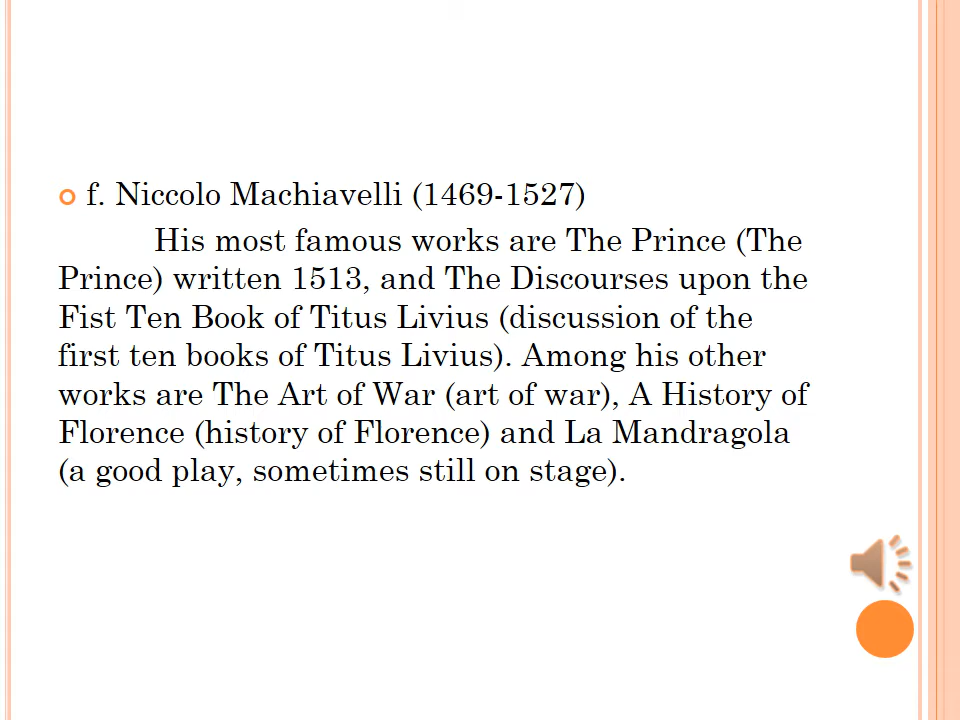 f. Niccolo Machiavelli (1469-1527)
His most famous works are The Prince (The
Prince) written 1513, and The Discourses upon the
Fist Ten Book of Titus Livius (discussion of the
first ten books of Titus Livius). Among his other
works are The Art of War (art of war), A History of
Florence (history of Florence) and La Mandragola
(a good play, sometimes still on stage).